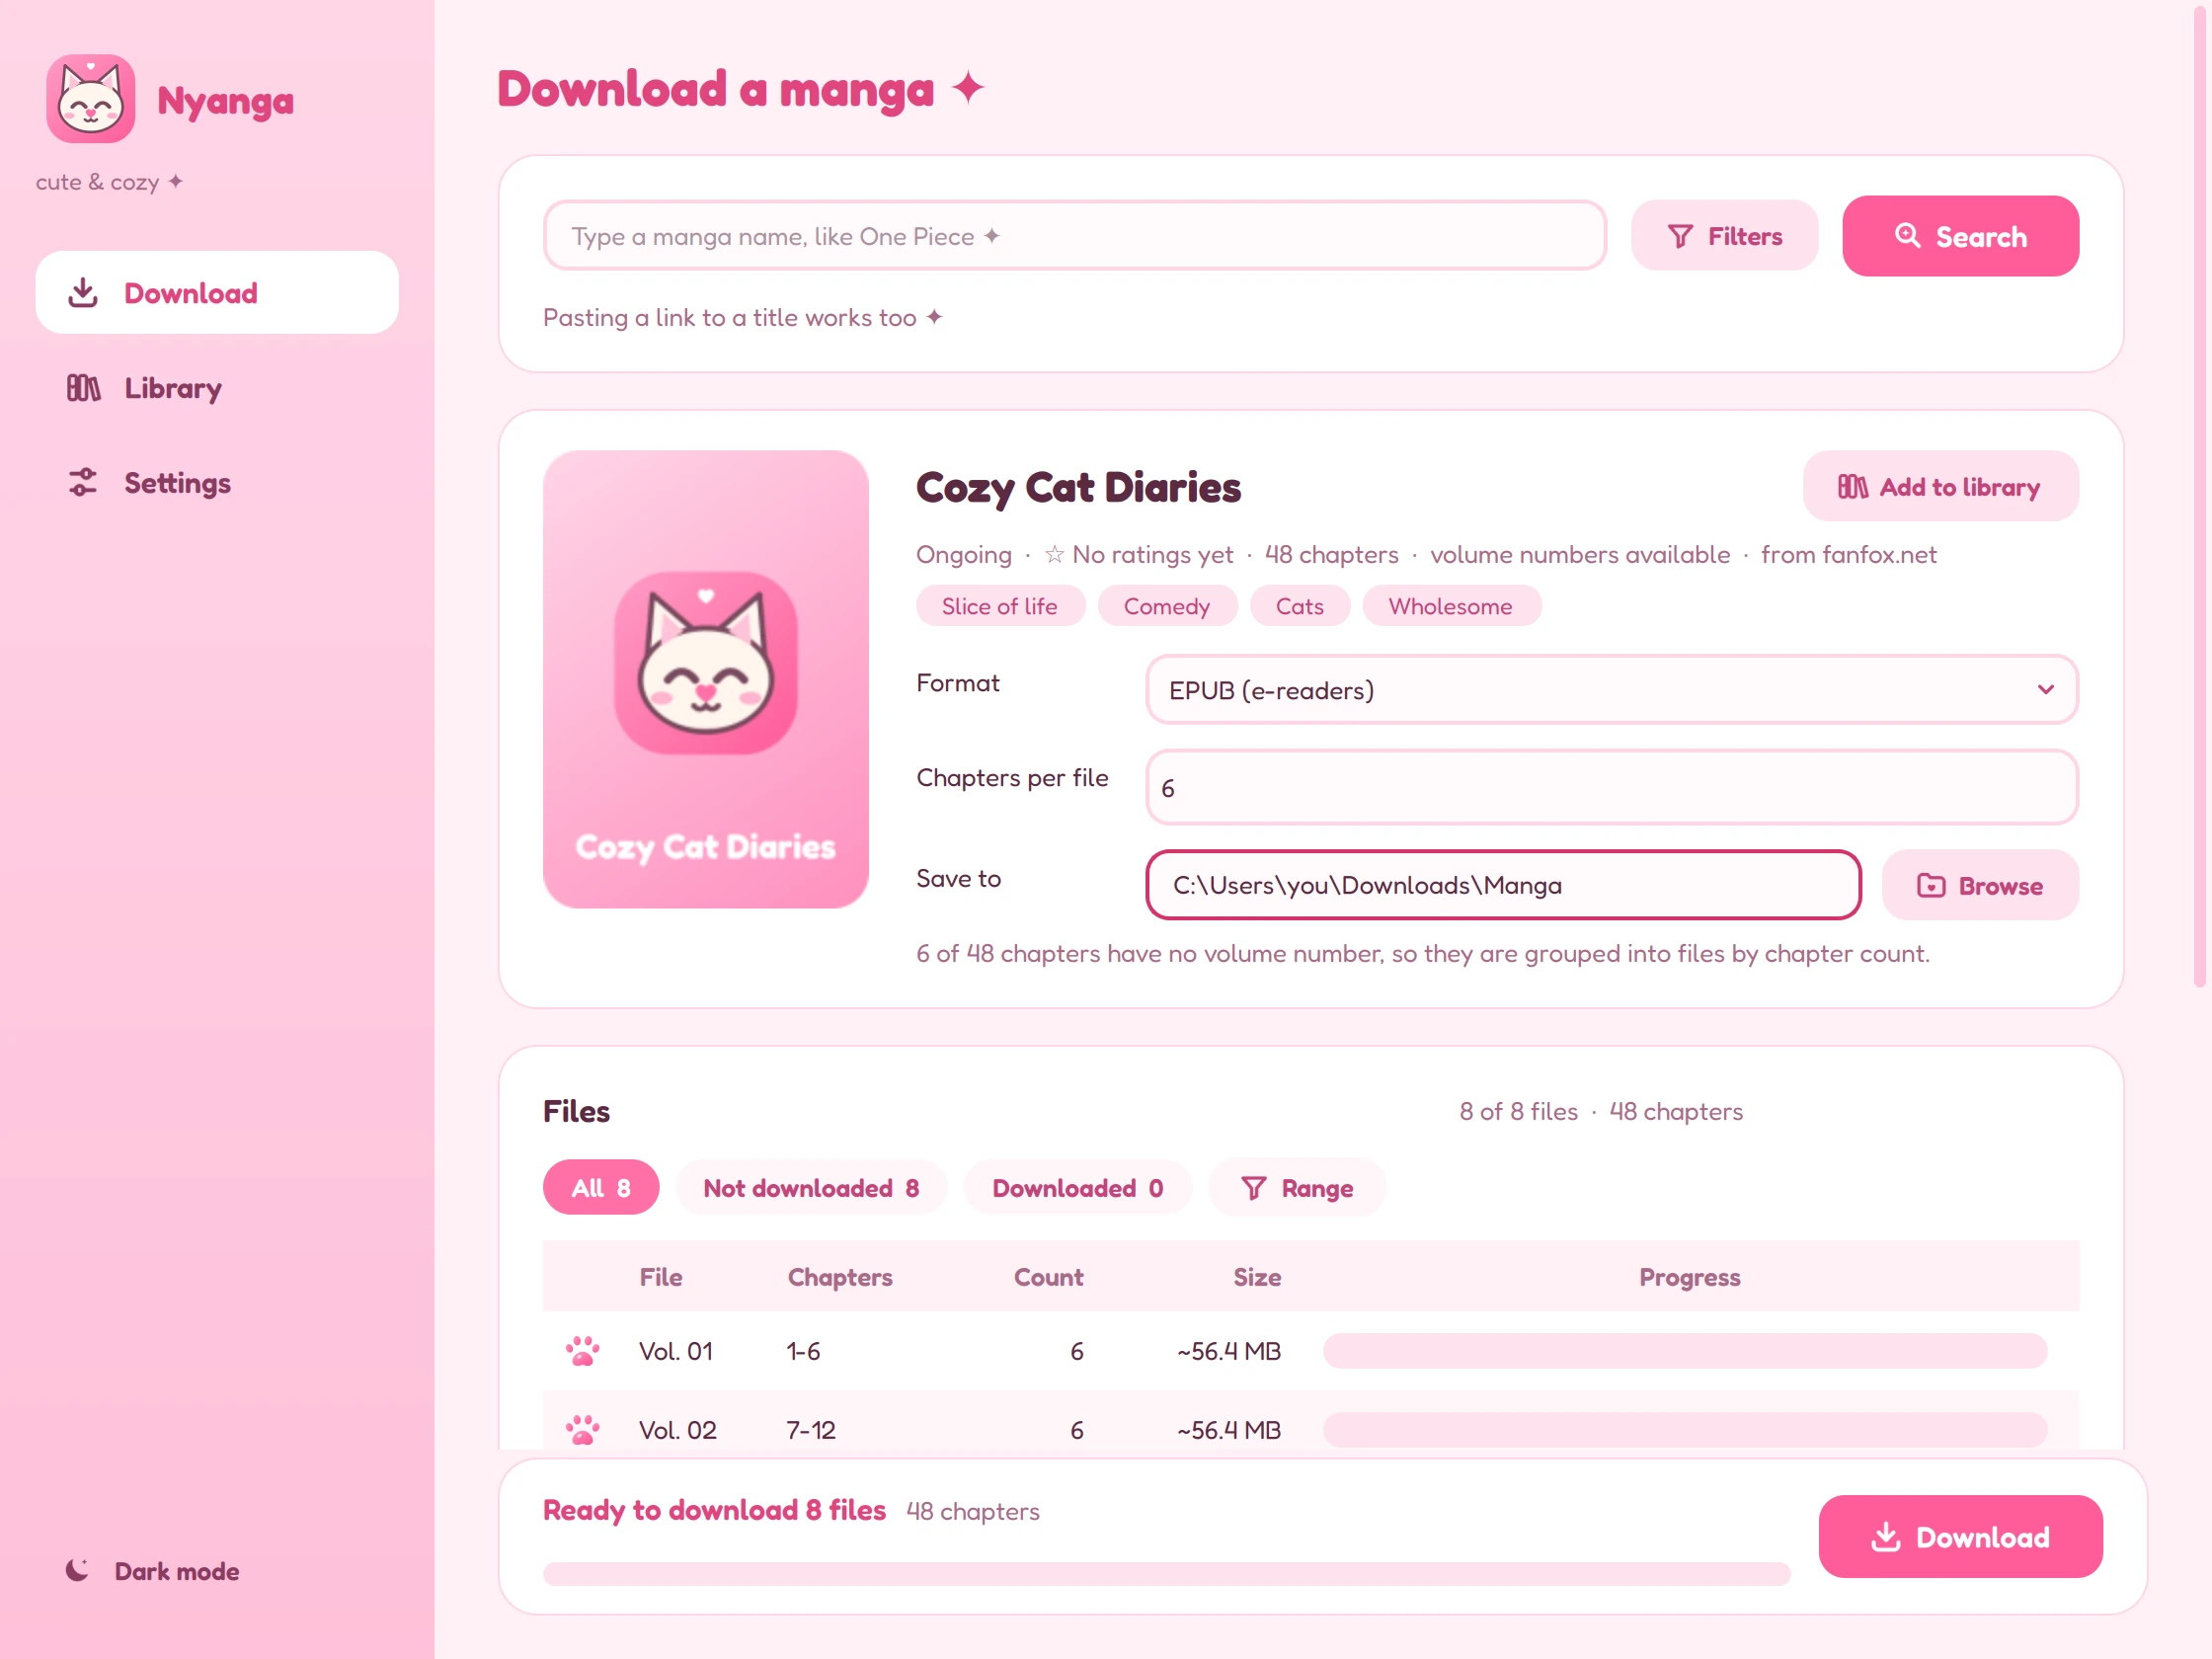 Nyanga
cute & cozy ✦
Download
Library
Settings
Dark mode
Download a manga ✦
Type a manga name, like One Piece ✦
Filters
Search
Pasting a link to a title works too ✦
Cozy Cat Diaries
Cozy Cat Diaries
Add to library
Ongoing · ☆ No ratings yet · 48 chapters · volume numbers available · from fanfox.net
Slice of life
Comedy
Cats
Wholesome
Format
EPUB (e-readers)
Chapters per file
6
Save to
C:\Users\you\Downloads\Manga
Browse
6 of 48 chapters have no volume number, so they are grouped into files by chapter count.
Files
8 of 8 files · 48 chapters
All 8
Not downloaded 8
Downloaded 0
Range
File Chapters Count Size Progress
Vol. 01 1-6 6 ~56.4 MB
Vol. 02 7-12 6 ~56.4 MB
Ready to download 8 files 48 chapters
Download